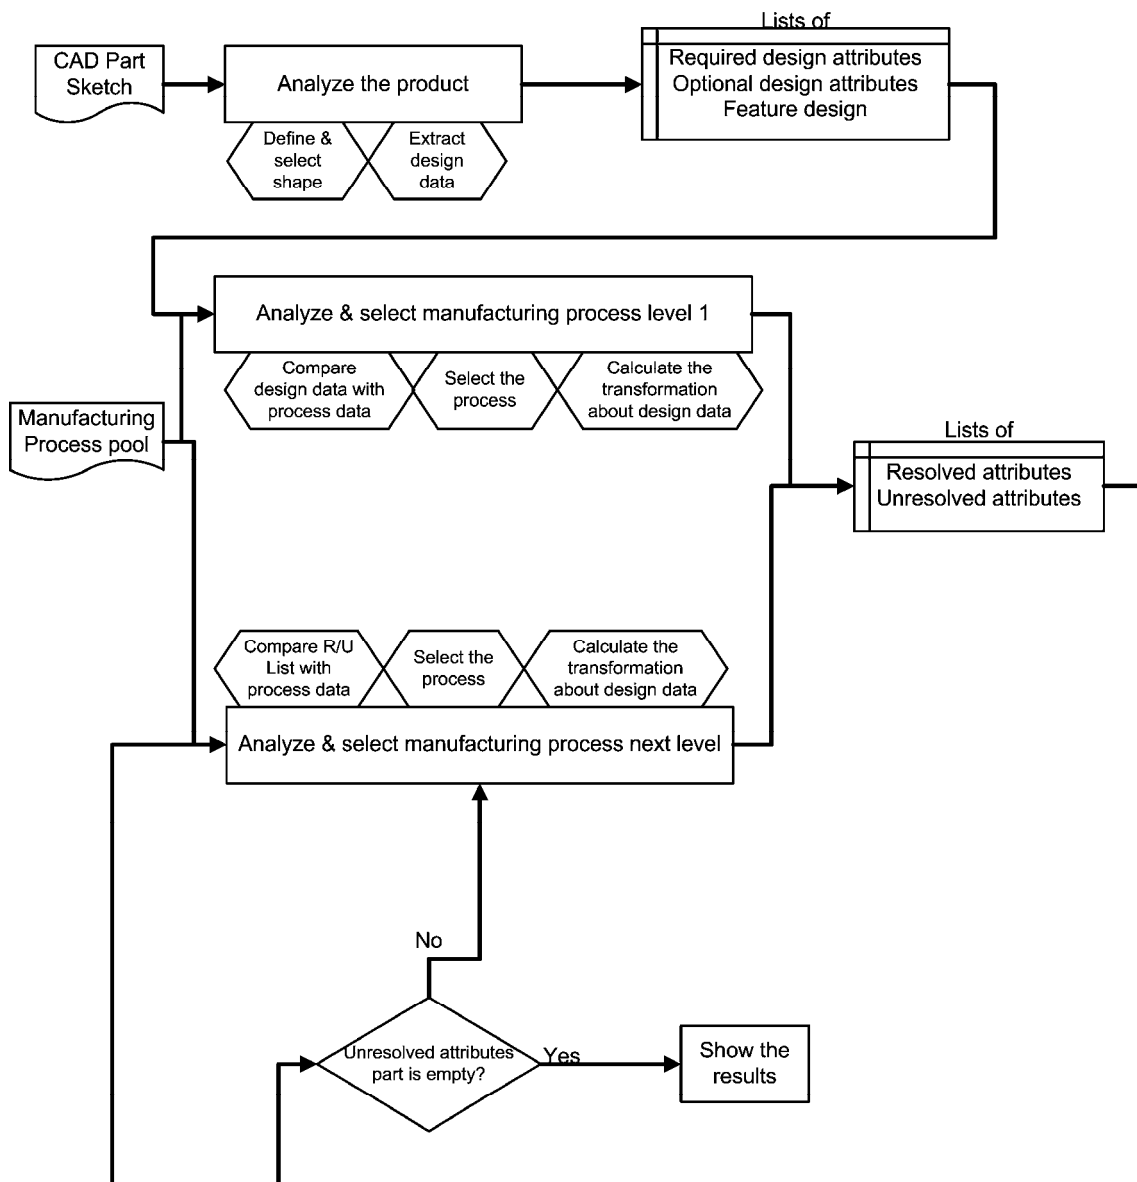 Lists of
CAD Part
Sketch
Analyze the product
Required design attributes
Optional design attributes
Feature design
Define &
select
shape
Extract
design
data
Analyze & select manufacturing process level 1
Compare
design data with
process data
Select the
process
Calculate the
transformation
about design data
Manufacturing
Process pool
Lists of
Resolved attributes
Unresolved attributes
Compare R/U
List with
process data
Select the
process
Calculate the
transformation
about design data
Analyze & select manufacturing process next level
No
Unresolved attributes
part is empty?
Yes
Show the
results